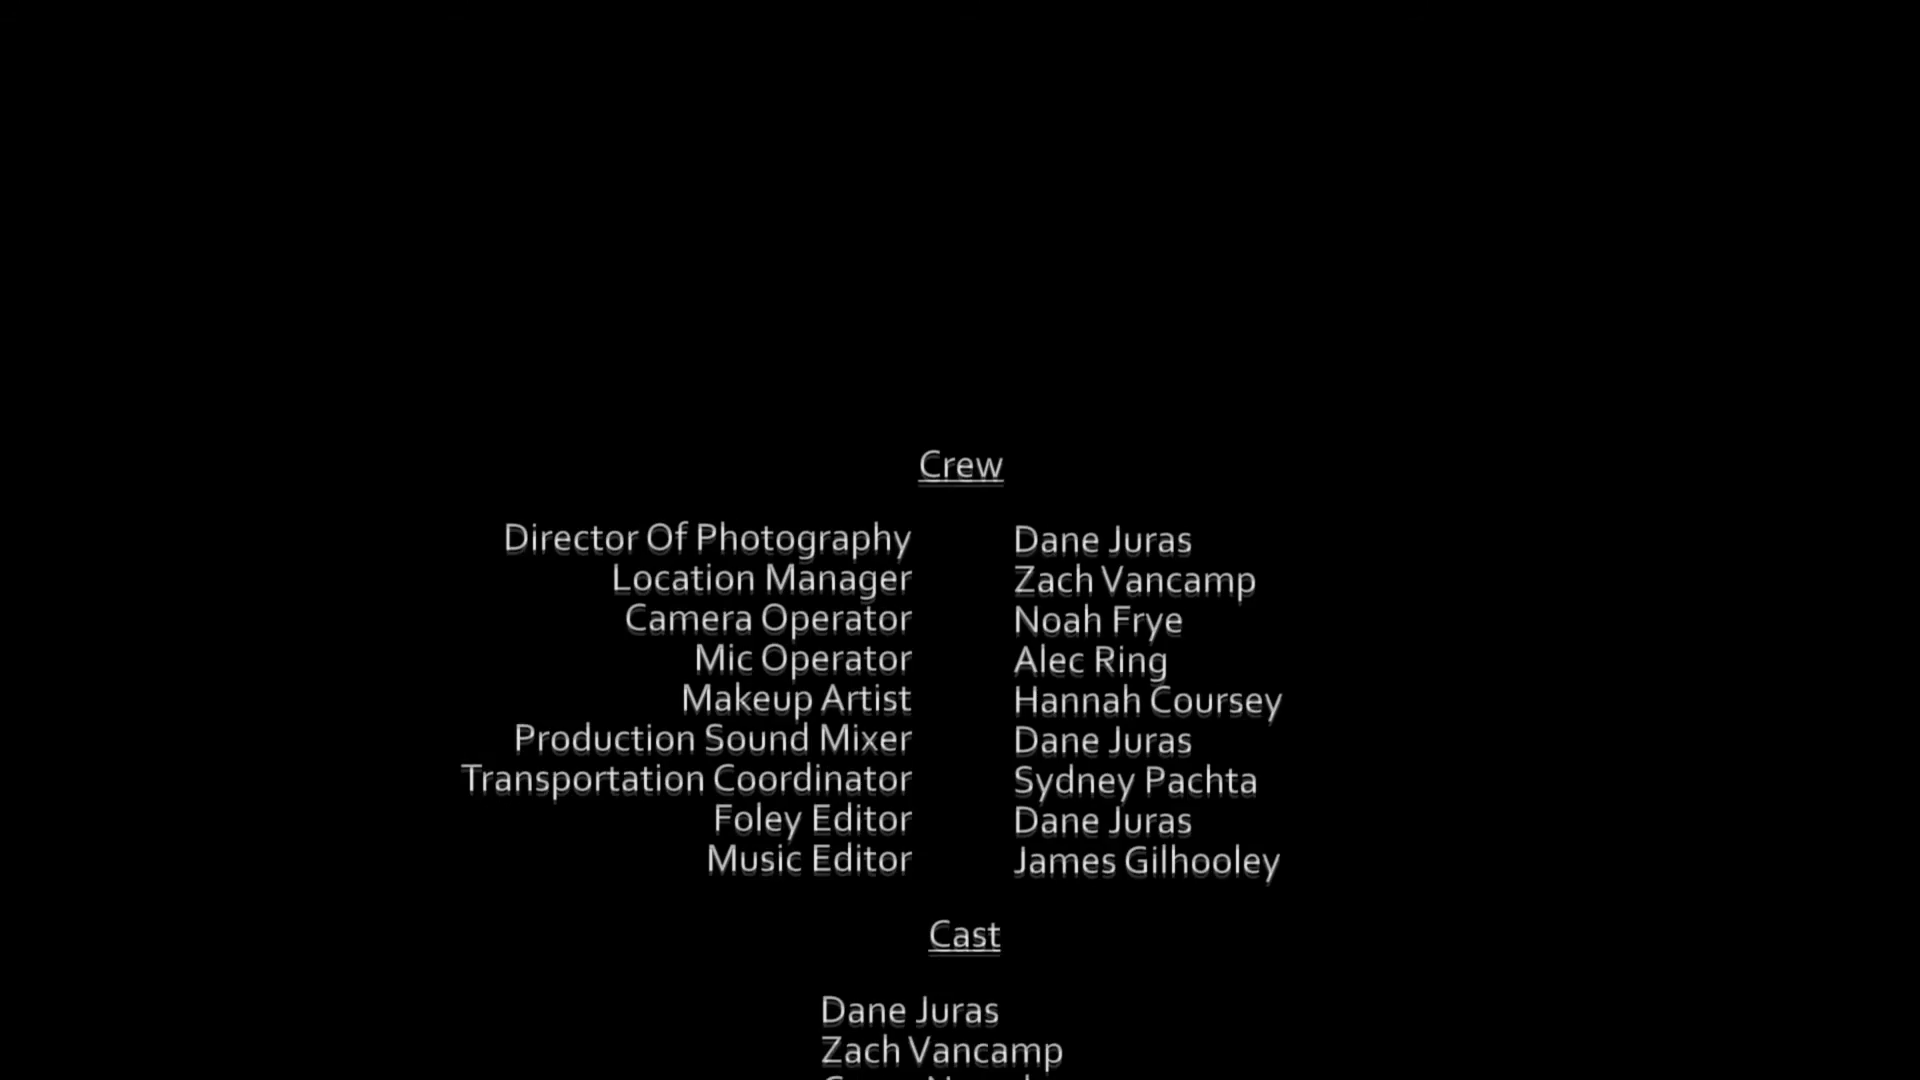 Crew
Director Of Photography Dane Juras
Location Manager Zach Vancamp
Camera Operator Noah Frye
Mic Operator Alec Ring
Makeup Artist Hannah Coursey
Production Sound Mixer Dane Juras
Transportation Coordinator Sydney Pachta
Foley Editor Dane Juras
Music Editor James Gilhooley
Cast
Dane Juras
Zach Vancamp